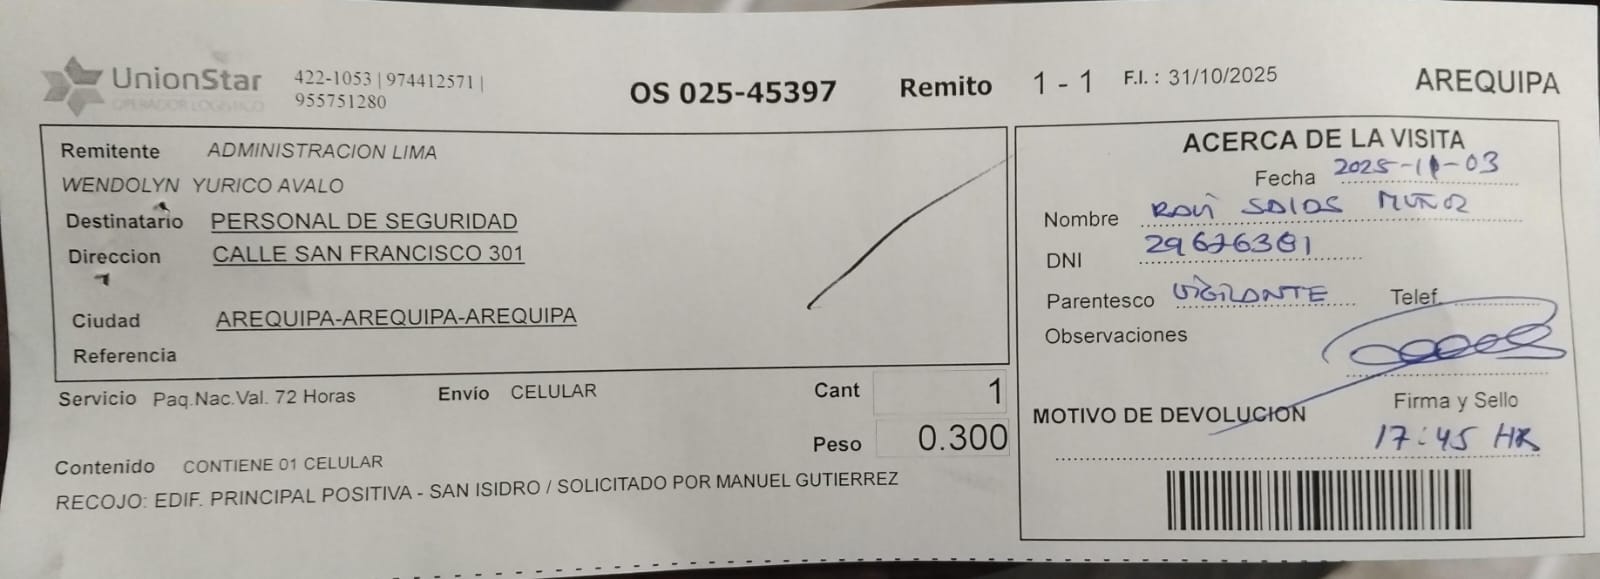 UnionStar
OPERADOR LOGISTICO
422-1053 | 974412571 |
955751280
OS 025-45397
Remito 1 - 1
F.I. : 31/10/2025
AREQUIPA
Remitente ADMINISTRACION LIMA
WENDOLYN YURICO AVALO
Destinatario PERSONAL DE SEGURIDAD
Direccion CALLE SAN FRANCISCO 301
Ciudad AREQUIPA-AREQUIPA-AREQUIPA
Referencia
Servicio Paq.Nac.Val. 72 Horas
Envío CELULAR
Cant 1
Peso 0.300
Contenido CONTIENE 01 CELULAR
RECOJO: EDIF. PRINCIPAL POSITIVA - SAN ISIDRO / SOLICITADO POR MANUEL GUTIERREZ
ACERCA DE LA VISITA
Fecha 2025-11-03
Nombre MUÑOZ
DNI
Parentesco VIGILANTE Telef.
Observaciones
Firma y Sello
MOTIVO DE DEVOLUCION
17:45 HR